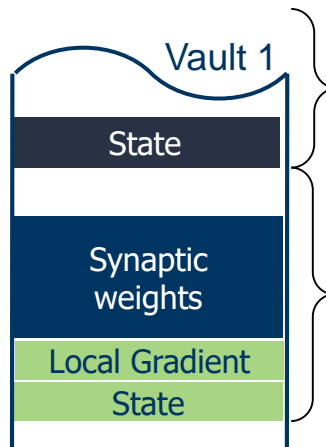 Vault 1
State
Synaptic
weights
Local Gradient
State